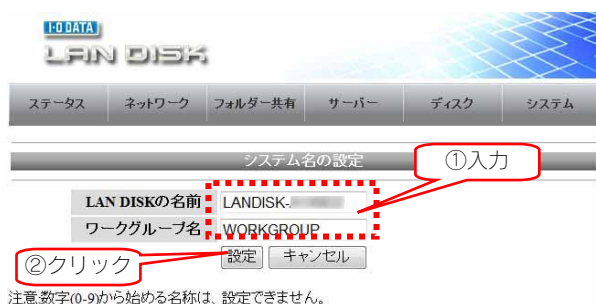 I-O DATA
LAN DISK
ステータス ネットワーク フォルダー共有 サーバー ディスク システム
システム名の設定
①入力
LAN DISKの名前 LANDISK-
ワークグループ名 WORKGROUP
②クリック
設定 キャンセル
注意:数字(0-9)から始める名称は、設定できません。